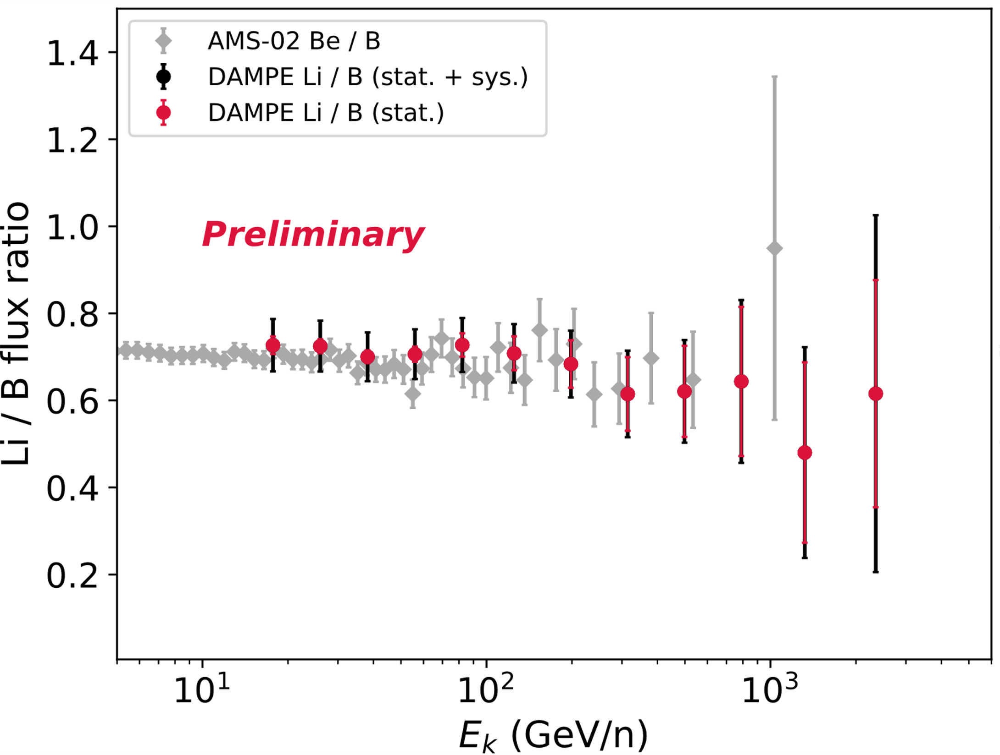 AMS-02 Be / B
DAMPE Li / B (stat. + sys.)
DAMPE Li / B (stat.)
Preliminary
Li / B flux ratio
1.4
1.2
1.0
0.8
0.6
0.4
0.2
10¹ 10² 10³
Eₖ (GeV/n)